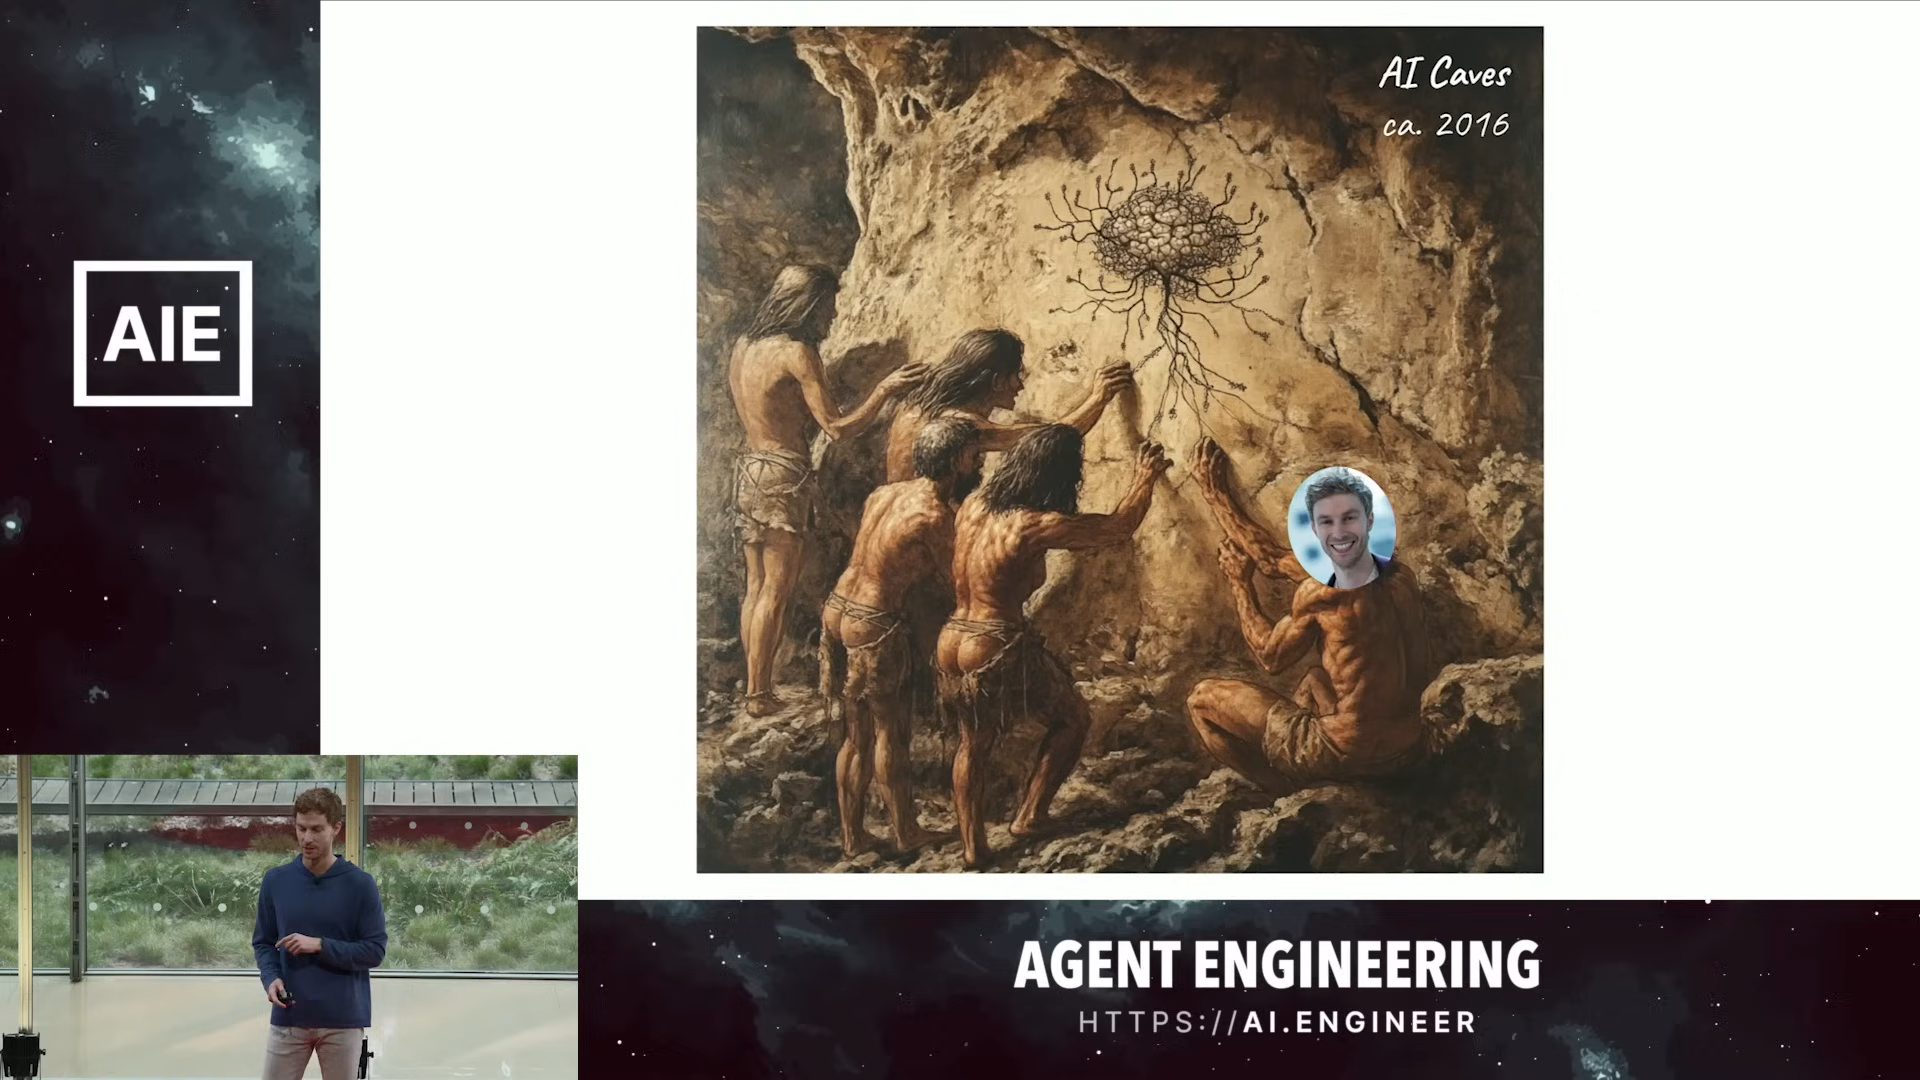 AI Caves
ca. 2016
AIE
AGENT ENGINEERING
HTTPS://AI.ENGINEER